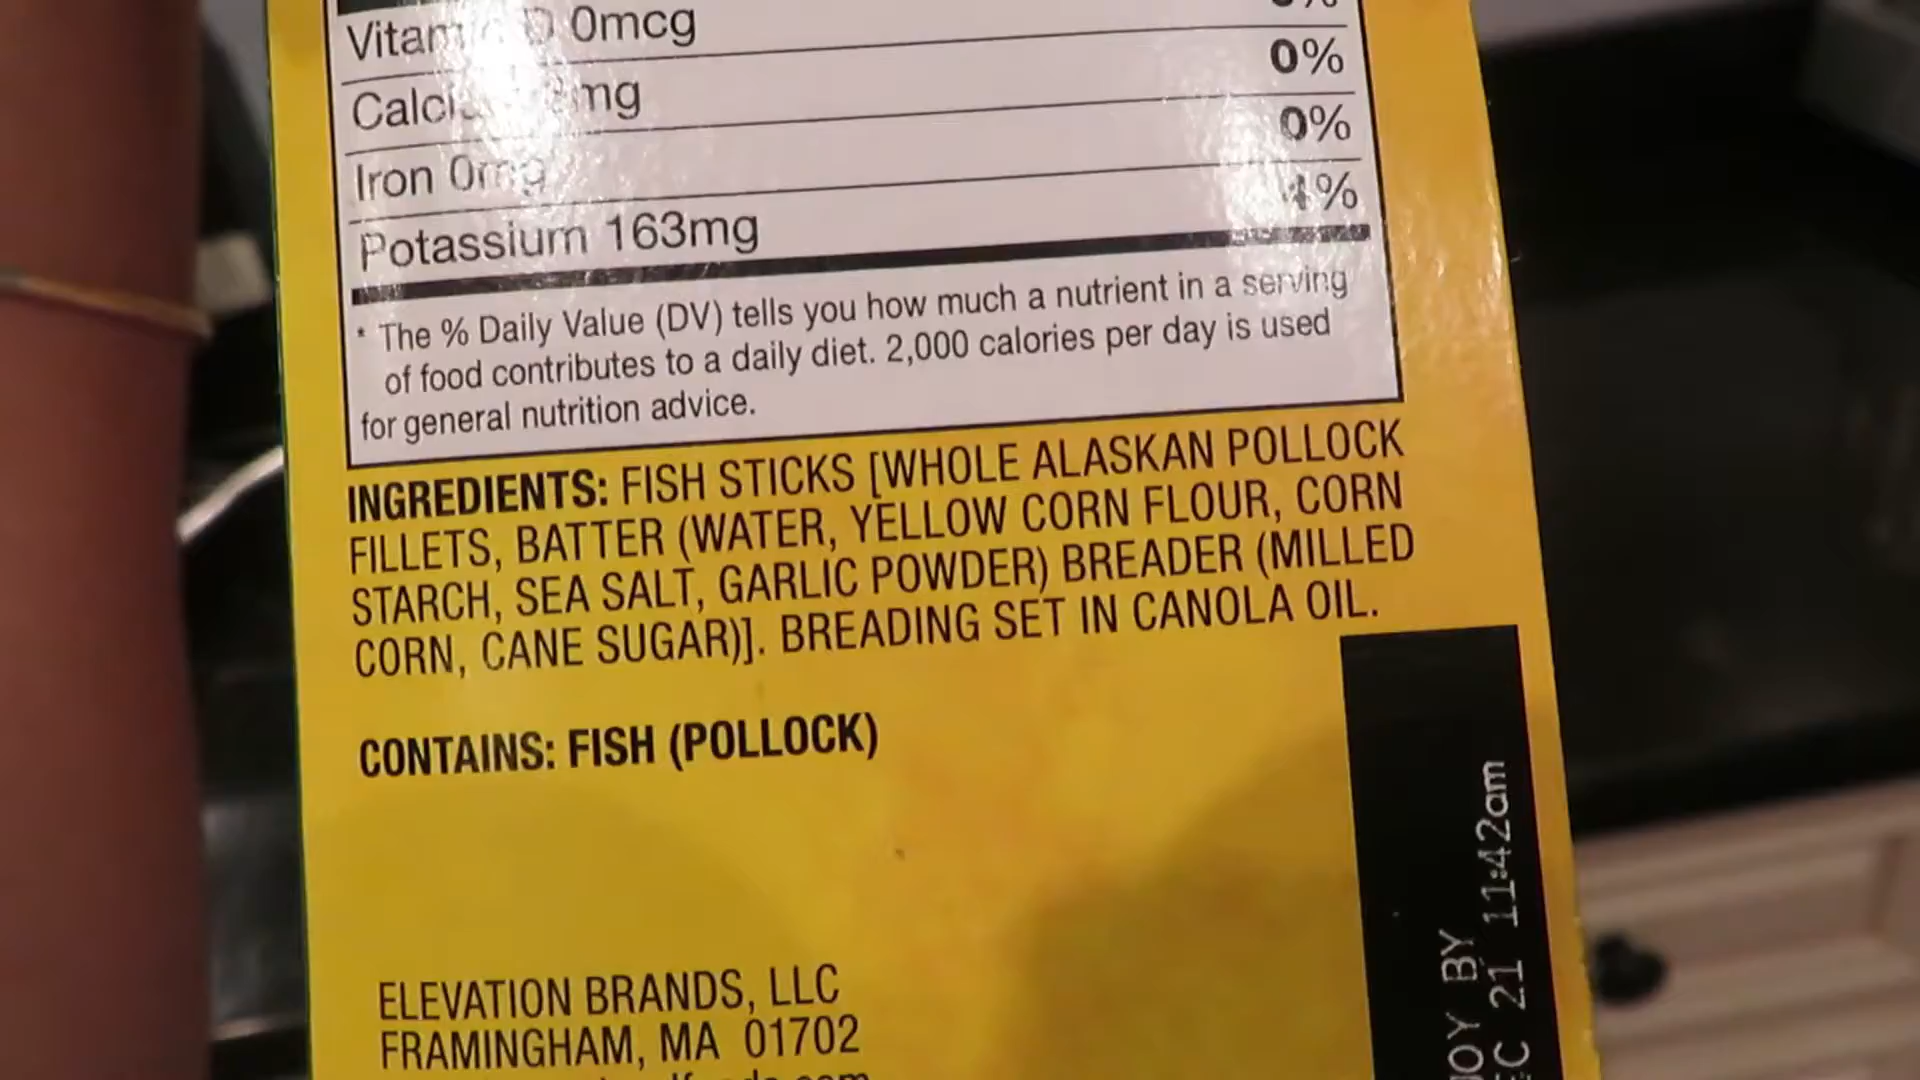 Vitamin D 0mcg
0%
Calcium mg
0%
Iron 0mg
4%
Potassium 163mg
* The % Daily Value (DV) tells you how much a nutrient in a serving
of food contributes to a daily diet. 2,000 calories per day is used
for general nutrition advice.
INGREDIENTS: FISH STICKS [WHOLE ALASKAN POLLOCK
FILLETS, BATTER (WATER, YELLOW CORN FLOUR, CORN
STARCH, SEA SALT, GARLIC POWDER) BREADER (MILLED
CORN, CANE SUGAR)]. BREADING SET IN CANOLA OIL.
CONTAINS: FISH (POLLOCK)
ELEVATION BRANDS, LLC
FRAMINGHAM, MA 01702
JOY BY
EC 21 11:42am